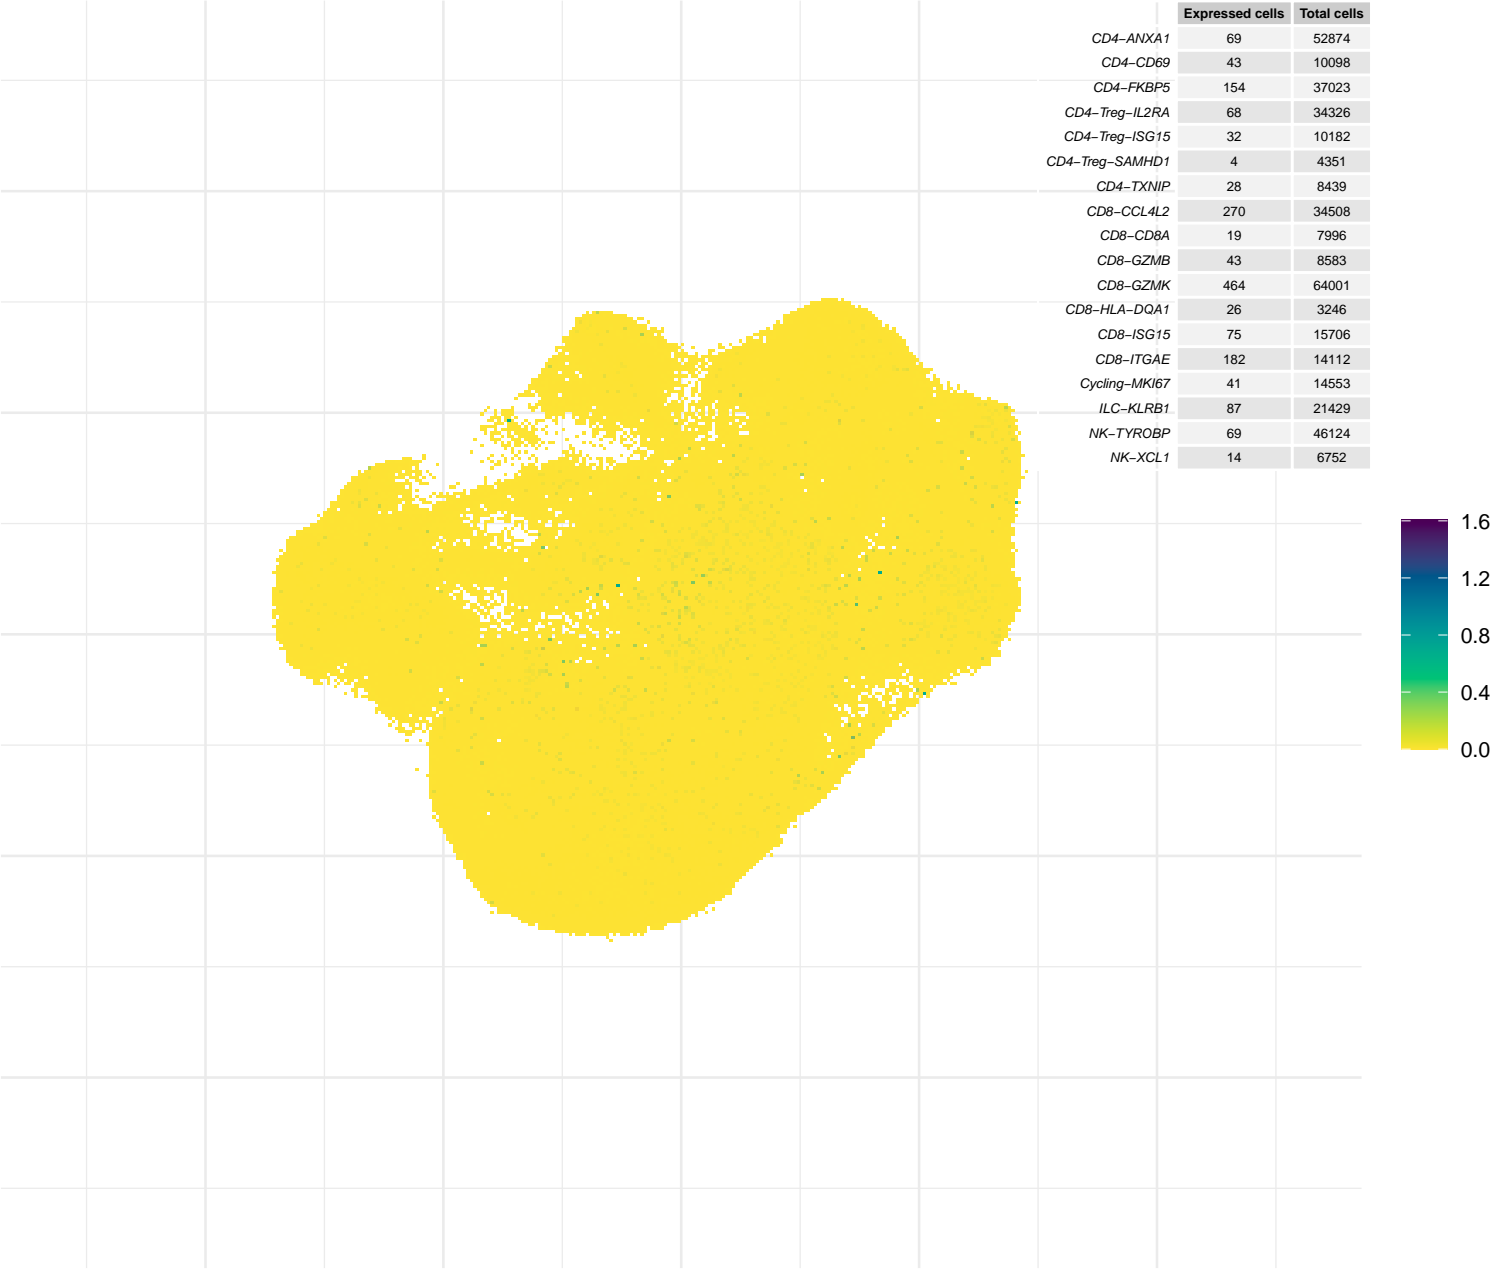 Expressed cells Total cells
CD4−ANXA1 69 52874
CD4−CD69 43 10098
CD4−FKBP5 154 37023
CD4−Treg−IL2RA 68 34326
CD4−Treg−ISG15 32 10182
CD4−Treg−SAMHD1 4 4351
CD4−TXNIP 28 8439
CD8−CCL4L2 270 34508
CD8−CD8A 19 7996
CD8−GZMB 43 8583
CD8−GZMK 464 64001
CD8−HLA−DQA1 26 3246
CD8−ISG15 75 15706
CD8−ITGAE 182 14112
Cycling−MKI67 41 14553
ILC−KLRB1 87 21429
NK−TYROBP 69 46124
NK−XCL1 14 6752
1.6
1.2
0.8
0.4
0.0